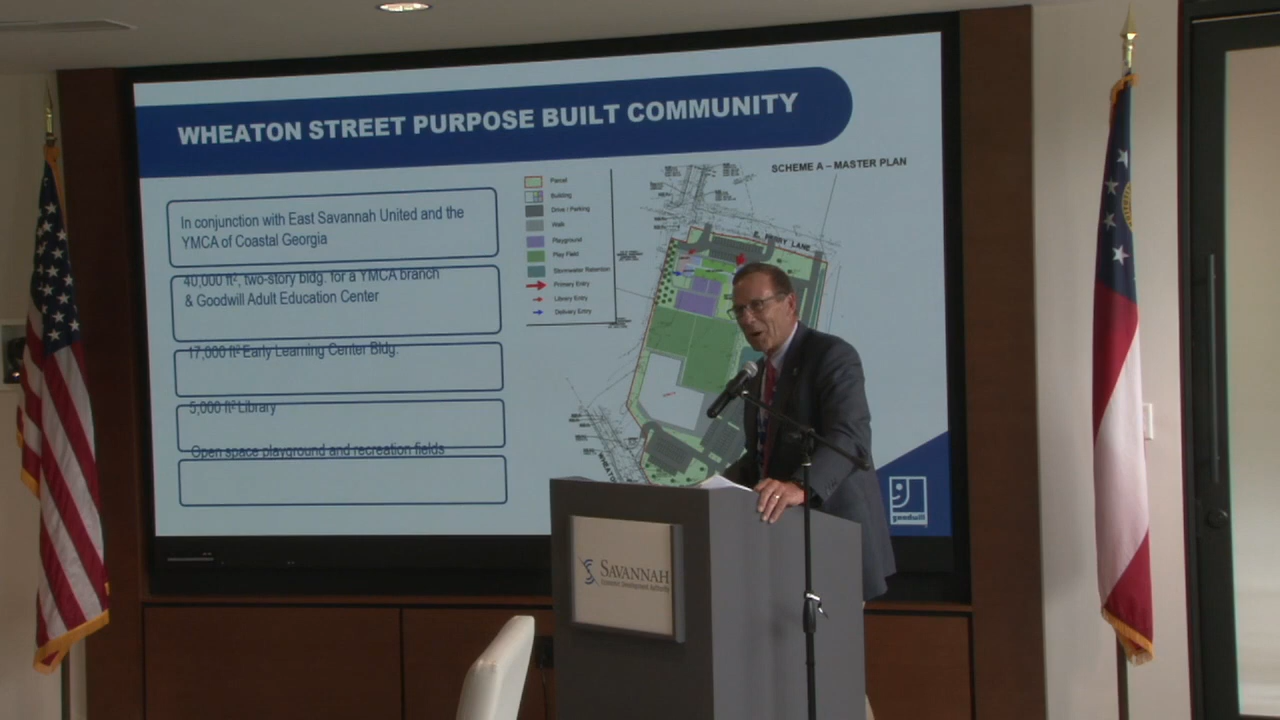 WHEATON STREET PURPOSE BUILT COMMUNITY
In conjunction with East Savannah United and the
YMCA of Coastal Georgia
40,000 ft², two-story bldg. for a YMCA branch
& Goodwill Adult Education Center
17,000 ft² Early Learning Center Bldg.
5,000 ft² Library
Open space playground and recreation fields
SCHEME A – MASTER PLAN
Parcel
Building
Drive / Parking
Walk
Playground
Play Field
Stormwater Retention
Primary Entry
Library Entry
Delivery Entry
LANE
goodwill
SAVANNAH
Economic Development Authority